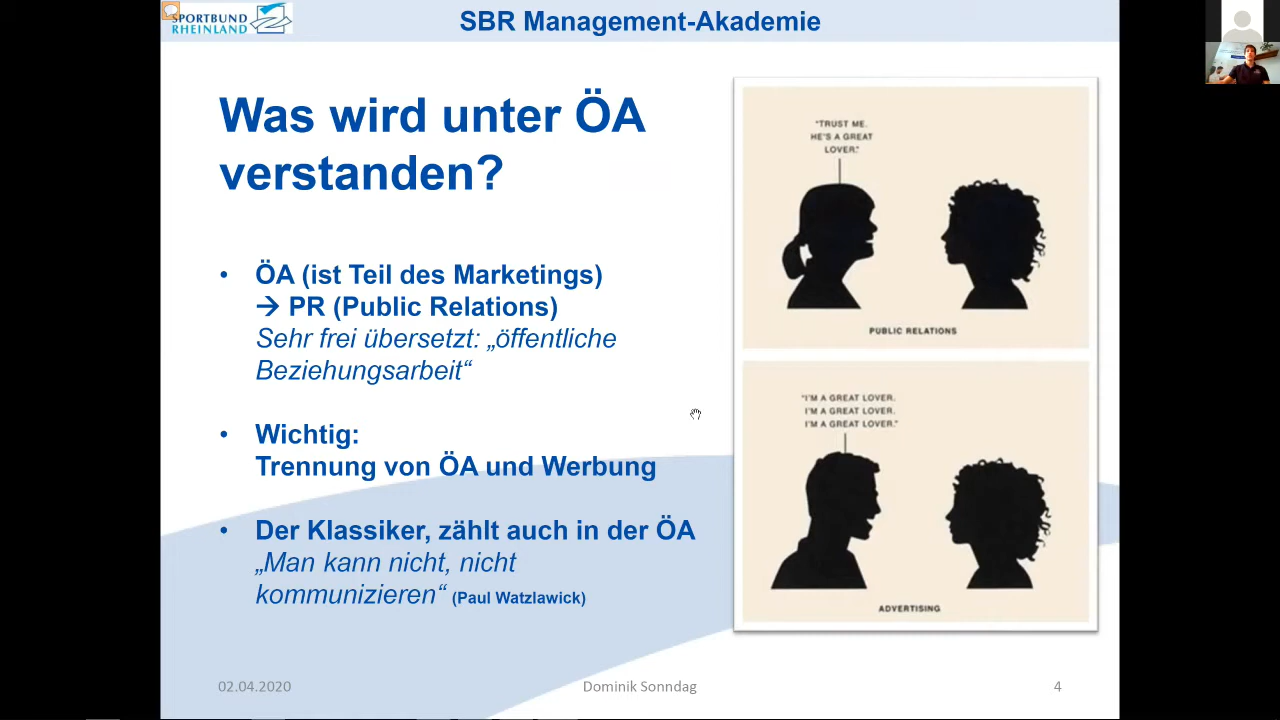 SPORTBUND
RHEINLAND
SBR Management-Akademie
Was wird unter ÖA
verstanden?
• ÖA (ist Teil des Marketings)
→ PR (Public Relations)
Sehr frei übersetzt: „öffentliche
Beziehungsarbeit“
• Wichtig:
Trennung von ÖA und Werbung
• Der Klassiker, zählt auch in der ÖA
„Man kann nicht, nicht
kommunizieren“ (Paul Watzlawick)
"TRUST ME.
HE'S A GREAT
LOVER."
PUBLIC RELATIONS
"I'M A GREAT LOVER.
I'M A GREAT LOVER.
I'M A GREAT LOVER."
ADVERTISING
02.04.2020
Dominik Sonndag
4